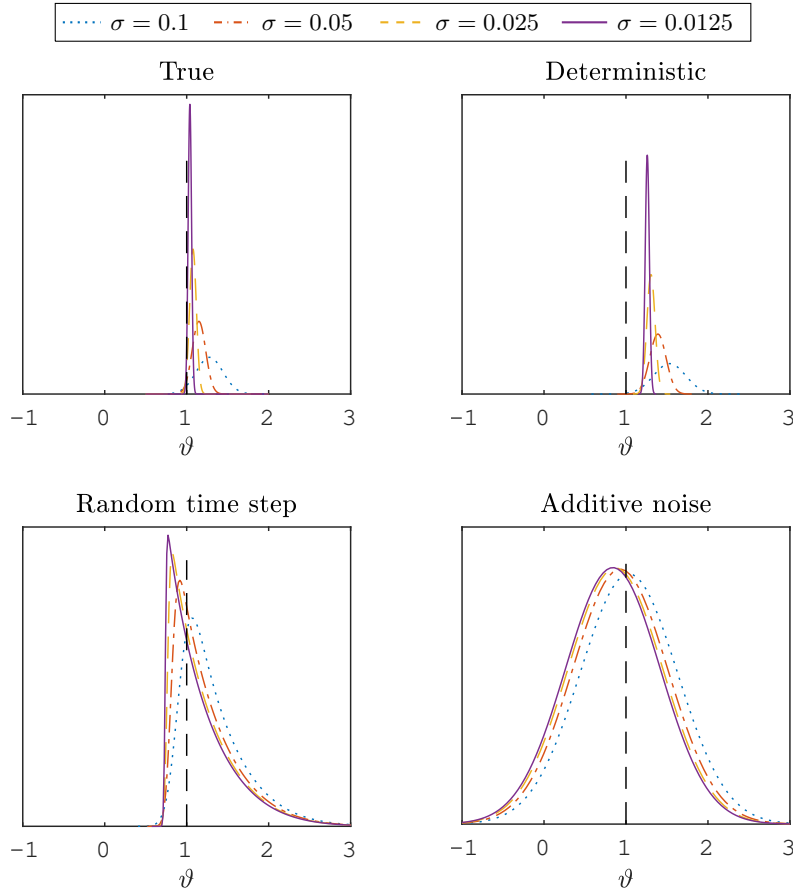 σ = 0.1 σ = 0.05 σ = 0.025 σ = 0.0125
True
−1 0 1 2 3
ϑ
Deterministic
−1 0 1 2 3
ϑ
Random time step
−1 0 1 2 3
ϑ
Additive noise
−1 0 1 2 3
ϑ